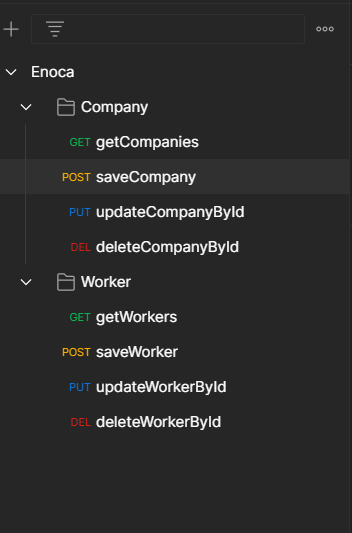 Enoca
Company
GET getCompanies
POST saveCompany
PUT updateCompanyById
DEL deleteCompanyById
Worker
GET getWorkers
POST saveWorker
PUT updateWorkerById
DEL deleteWorkerById